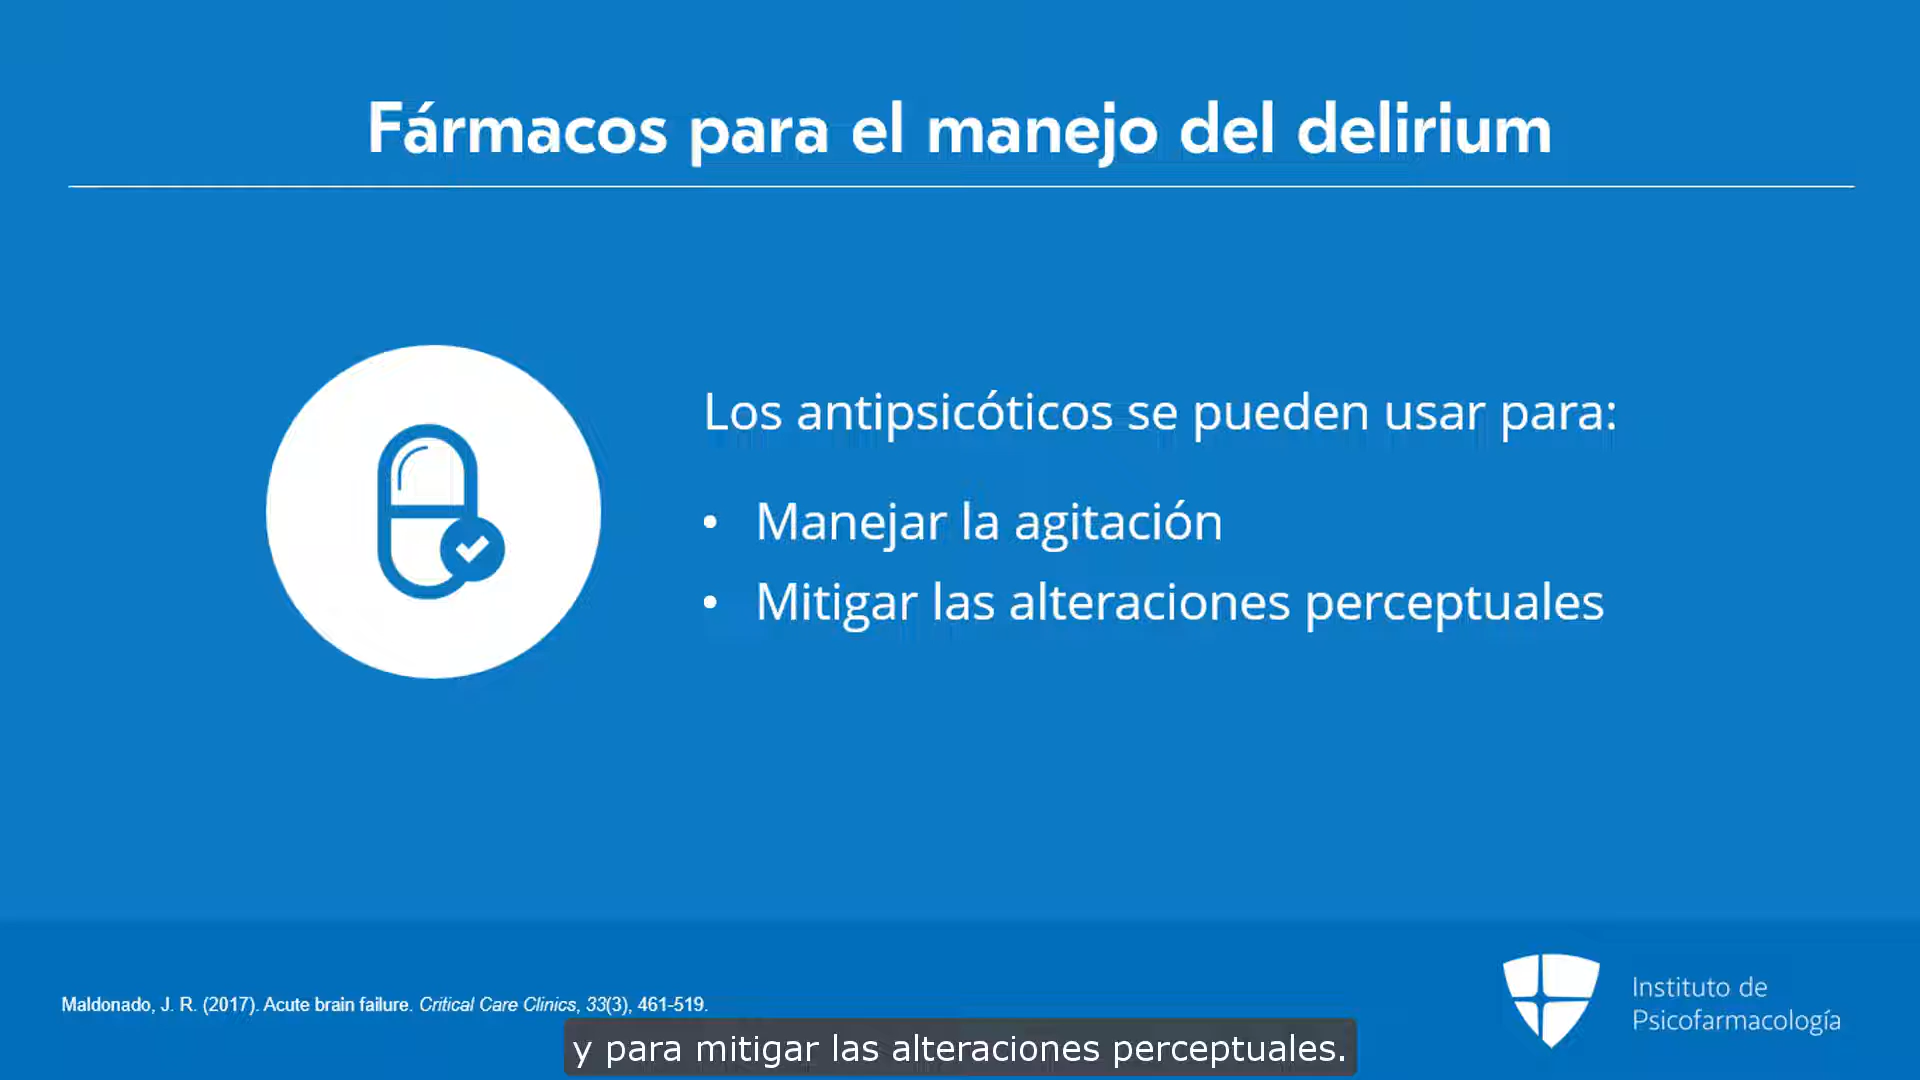 Fármacos para el manejo del delirium
Los antipsicóticos se pueden usar para:
• Manejar la agitación
• Mitigar las alteraciones perceptuales
Maldonado, J. R. (2017). Acute brain failure. Critical Care Clinics, 33(3), 461-519.
Instituto de
Psicofarmacología
y para mitigar las alteraciones perceptuales.